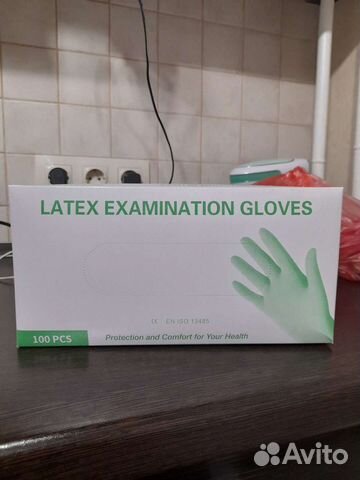 LATEX EXAMINATION GLOVES
CE EN ISO 13485
100 PCS
Protection and Comfort for Your Health
Avito